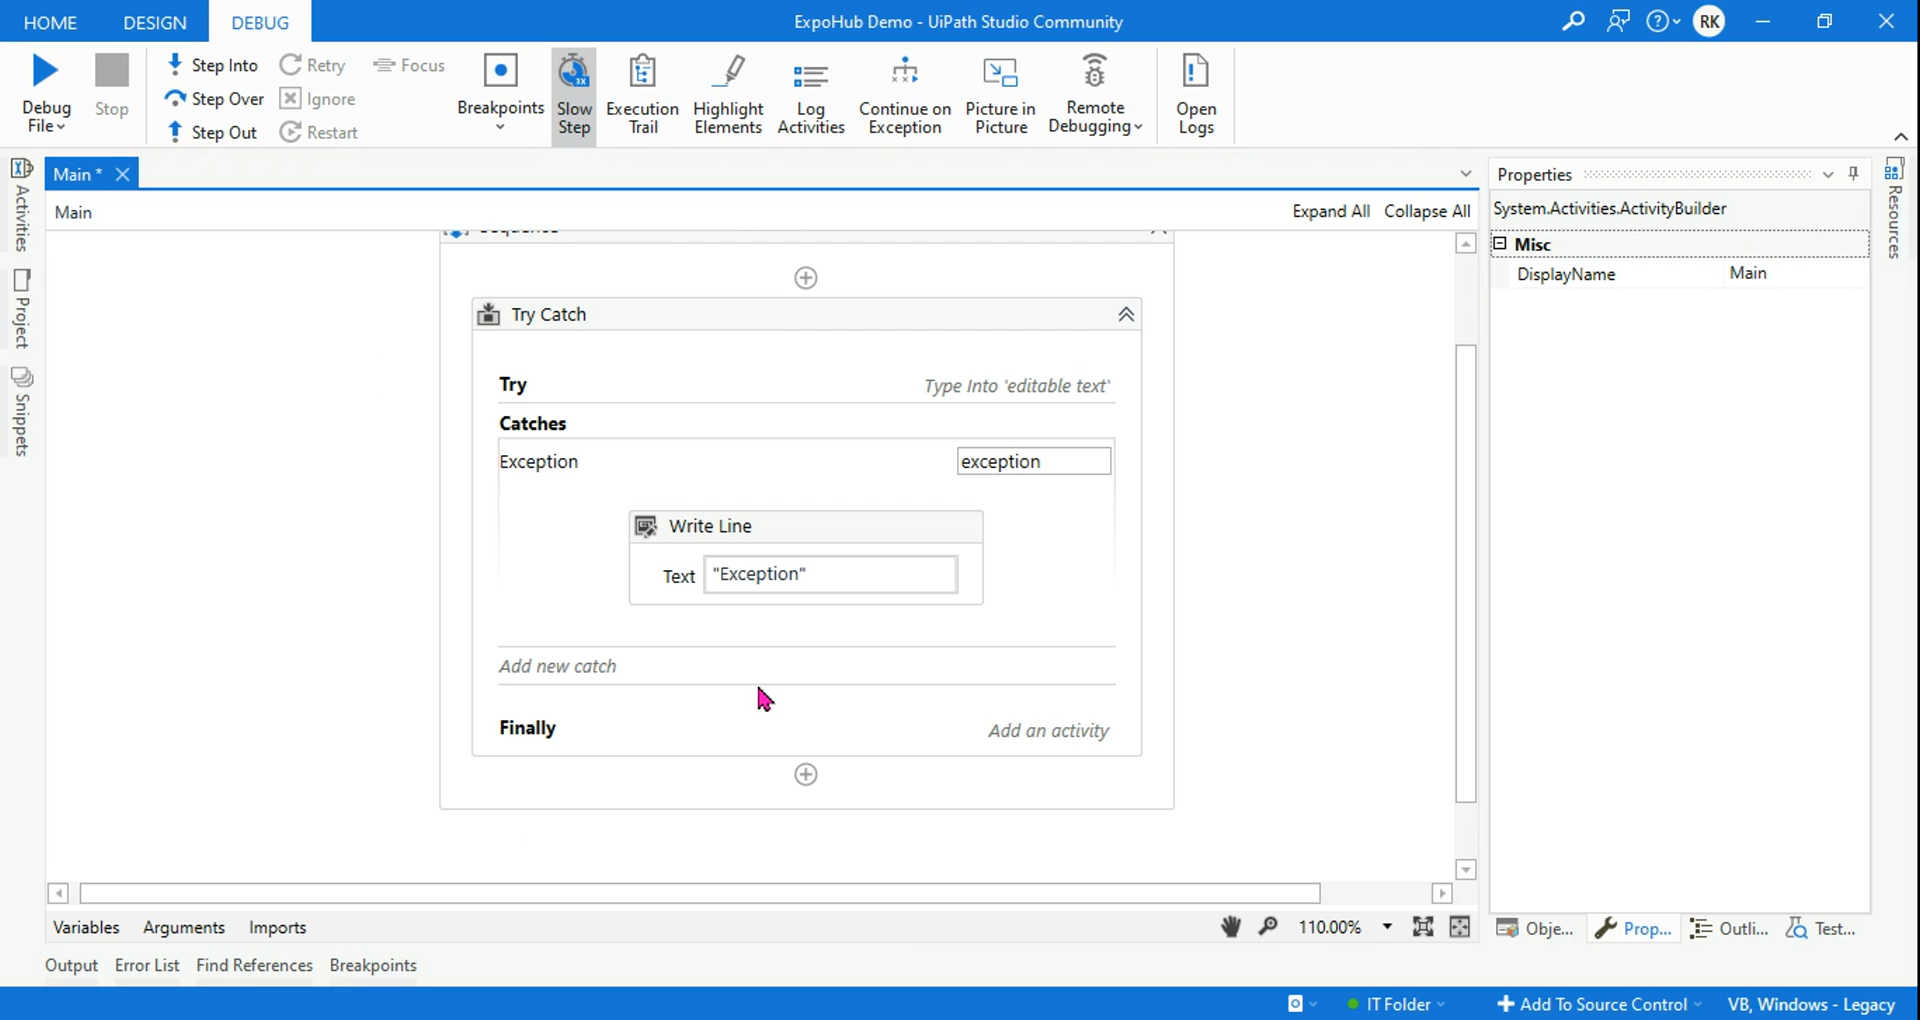 HOME DESIGN DEBUG ExpoHub Demo - UiPath Studio Community RK
Debug File Stop Step Into Step Over Step Out Retry Ignore Restart Focus Breakpoints Slow Step Execution Trail Highlight Elements Log Activities Continue on Exception Picture in Picture Remote Debugging Open Logs
Activities
Project
Snippets
Main *
Main Expand All Collapse All
Sequence
Try Catch
Try Type Into 'editable text'
Catches
Exception exception
Write Line
Text "Exception"
Add new catch
Finally Add an activity
Properties
System.Activities.ActivityBuilder
Misc
DisplayName Main
Resources
Variables Arguments Imports 110.00%
Obje... Prop... Outli... Test...
Output Error List Find References Breakpoints
IT Folder Add To Source Control VB, Windows - Legacy